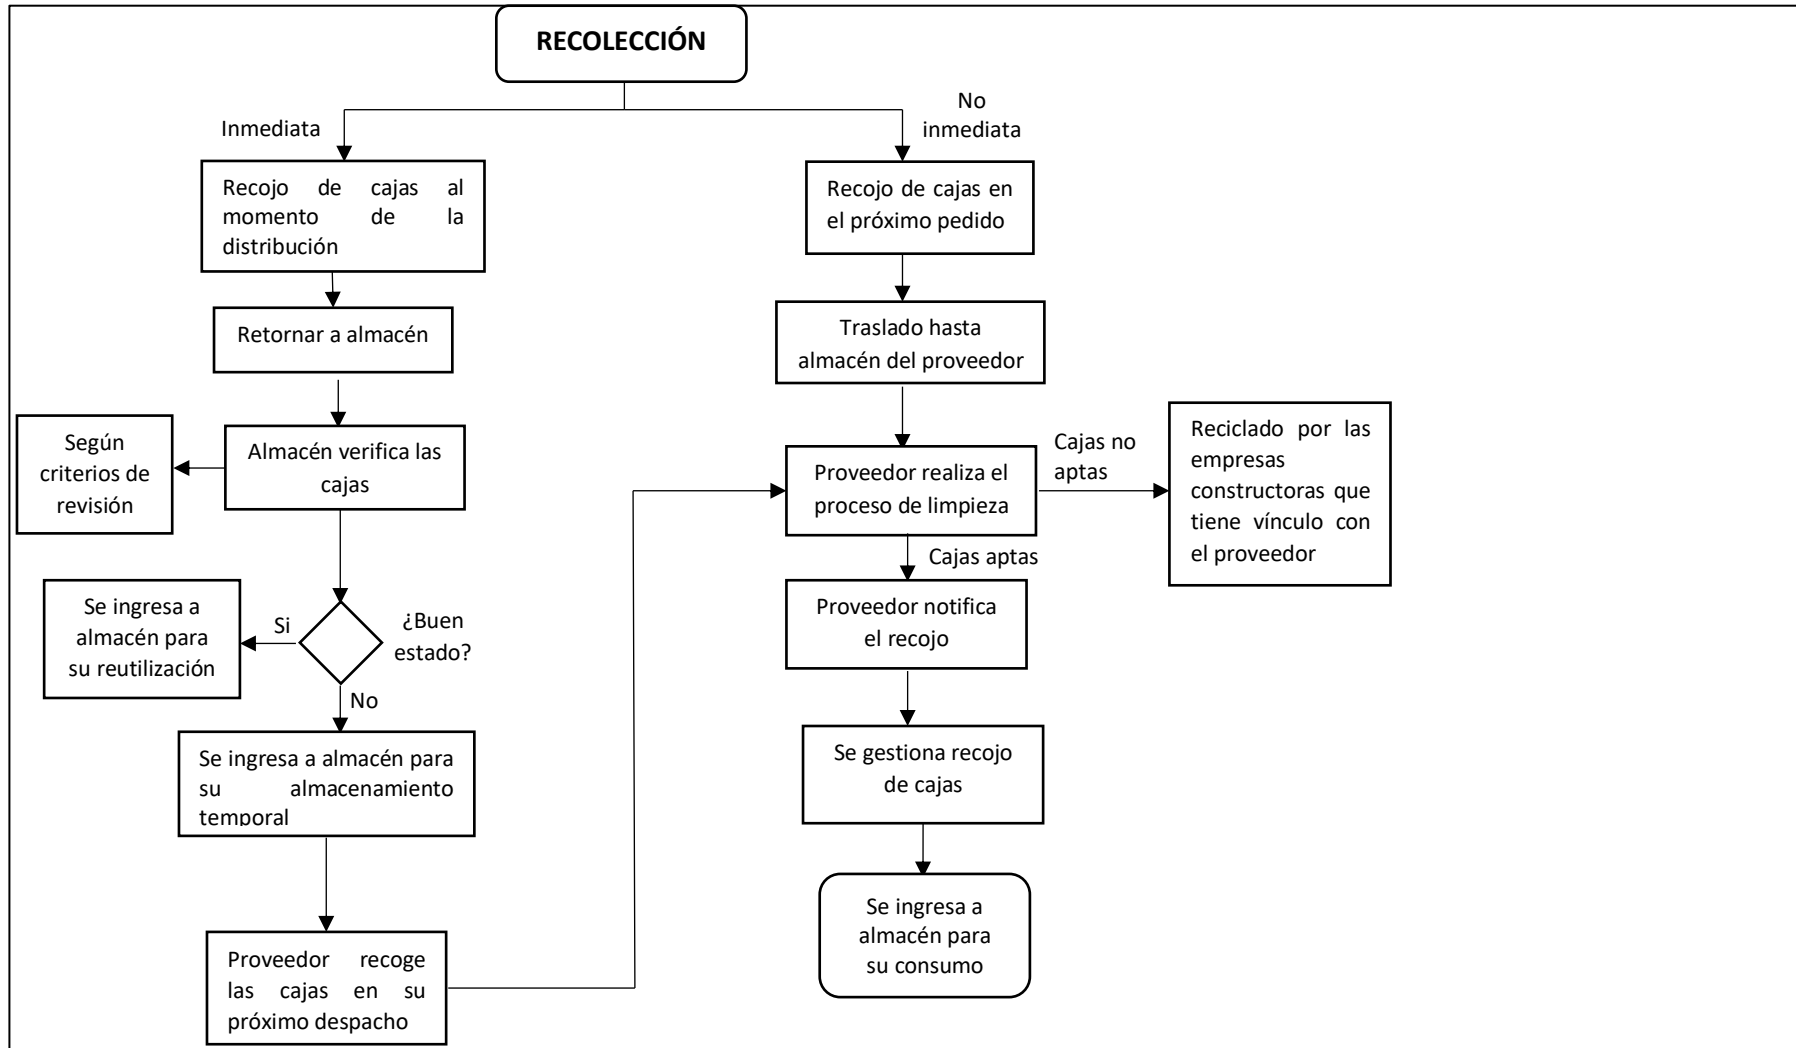 RECOLECCIÓN
Inmediata
No
inmediata
Recojo de cajas al
momento de la
distribución
Recojo de cajas en
el próximo pedido
Retornar a almacén
Traslado hasta
almacén del proveedor
Según
criterios de
revisión
Almacén verifica las
cajas
Proveedor realiza el
proceso de limpieza
Cajas no
aptas
Reciclado por las
empresas
constructoras que
tiene vínculo con
el proveedor
Cajas aptas
Se ingresa a
almacén para
su reutilización
Si
¿Buen
estado?
No
Proveedor notifica
el recojo
Se ingresa a almacén para
su almacenamiento
temporal
Se gestiona recojo
de cajas
Proveedor recoge
las cajas en su
próximo despacho
Se ingresa a
almacén para
su consumo